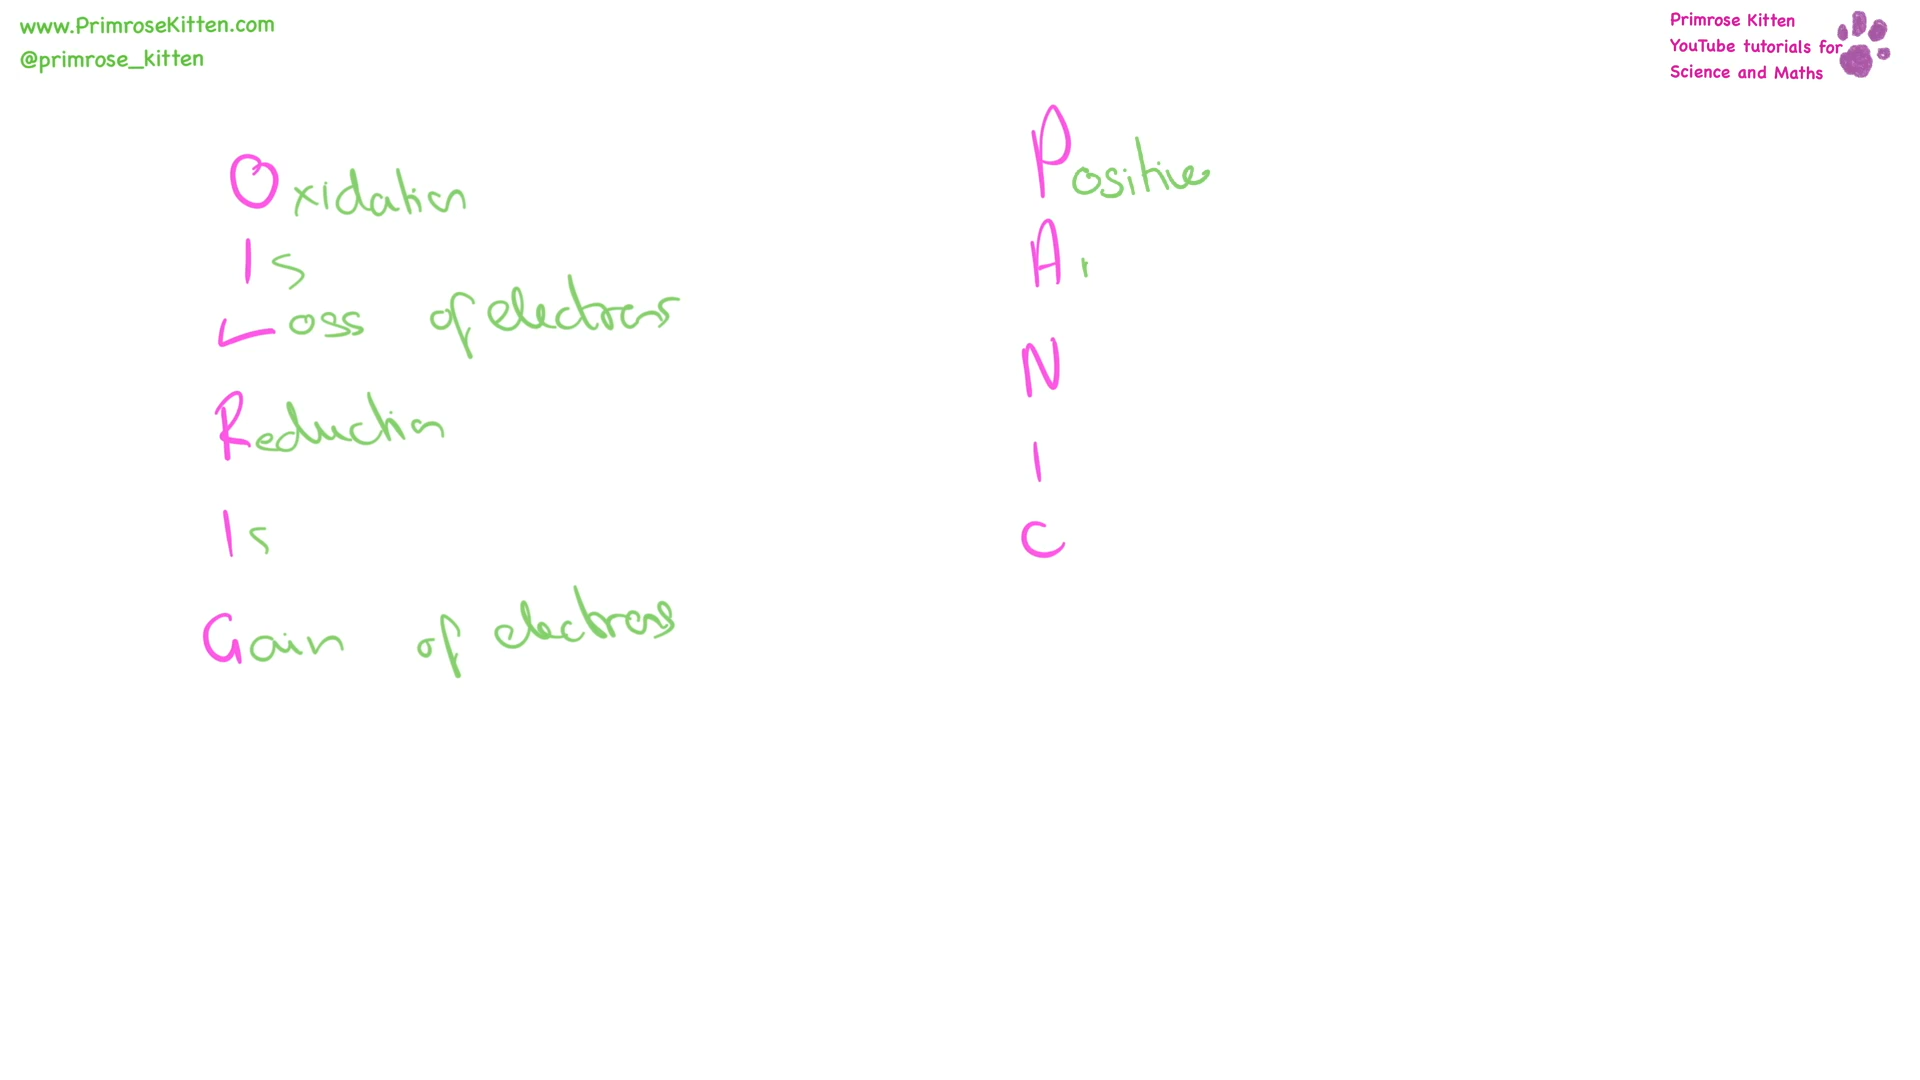 www.PrimroseKitten.com
@primrose_kitten
Primrose Kitten
YouTube tutorials for
Science and Maths
Oxidation
Is
Loss of electrons
Reduction
Is
Gain of electrons
Positive
A
N
I
C